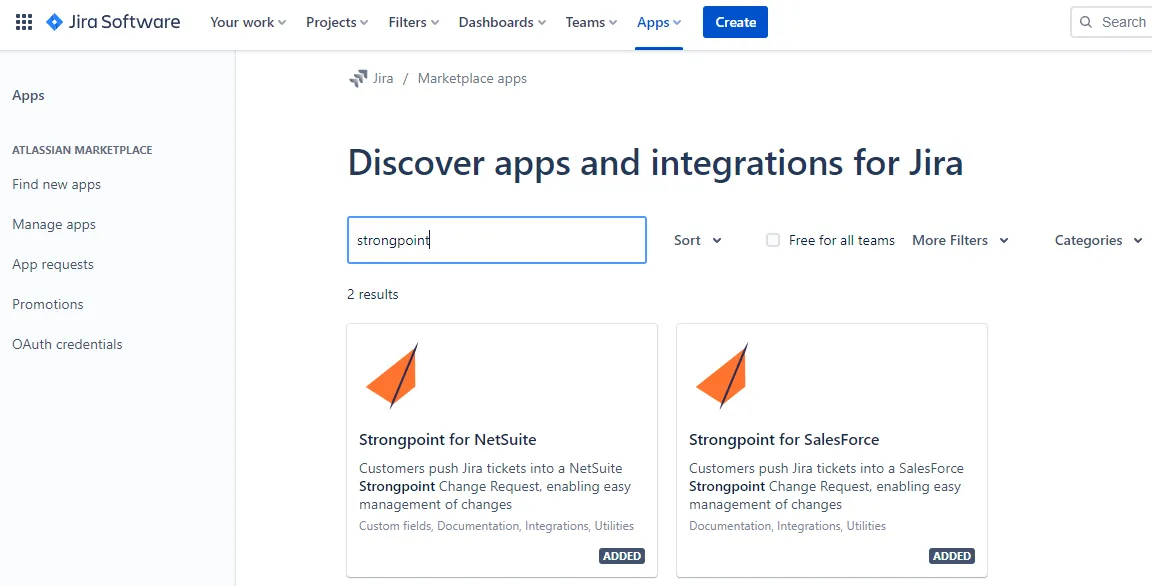 Jira Software Your work Projects Filters Dashboards Teams Apps Create Search
Apps
ATLASSIAN MARKETPLACE
Find new apps
Manage apps
App requests
Promotions
OAuth credentials
Jira / Marketplace apps
Discover apps and integrations for Jira
strongpoint Sort Free for all teams More Filters Categories
2 results
Strongpoint for NetSuite
Customers push Jira tickets into a NetSuite
Strongpoint Change Request, enabling easy
management of changes
Custom fields, Documentation, Integrations, Utilities
ADDED
Strongpoint for SalesForce
Customers push Jira tickets into a SalesForce
Strongpoint Change Request, enabling easy
management of changes
Documentation, Integrations, Utilities
ADDED